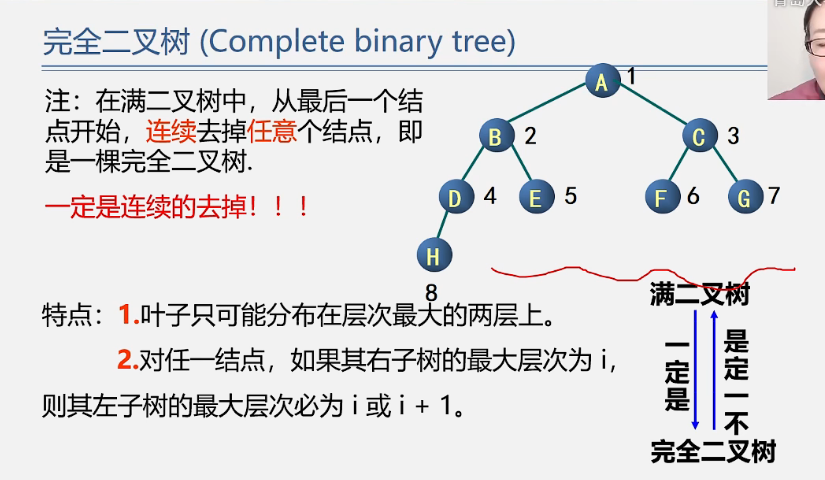 完全二叉树 (Complete binary tree)
注：在满二叉树中，从最后一个结
点开始，连续去掉任意个结点，即
是一棵完全二叉树.
一定是连续的去掉！！！
A 1
B 2
C 3
D 4
E 5
F 6
G 7
H
8
特点：1.叶子只可能分布在层次最大的两层上。
2.对任一结点，如果其右子树的最大层次为 i，
则其左子树的最大层次必为 i 或 i + 1。
满二叉树
一定是
是定一不
完全二叉树